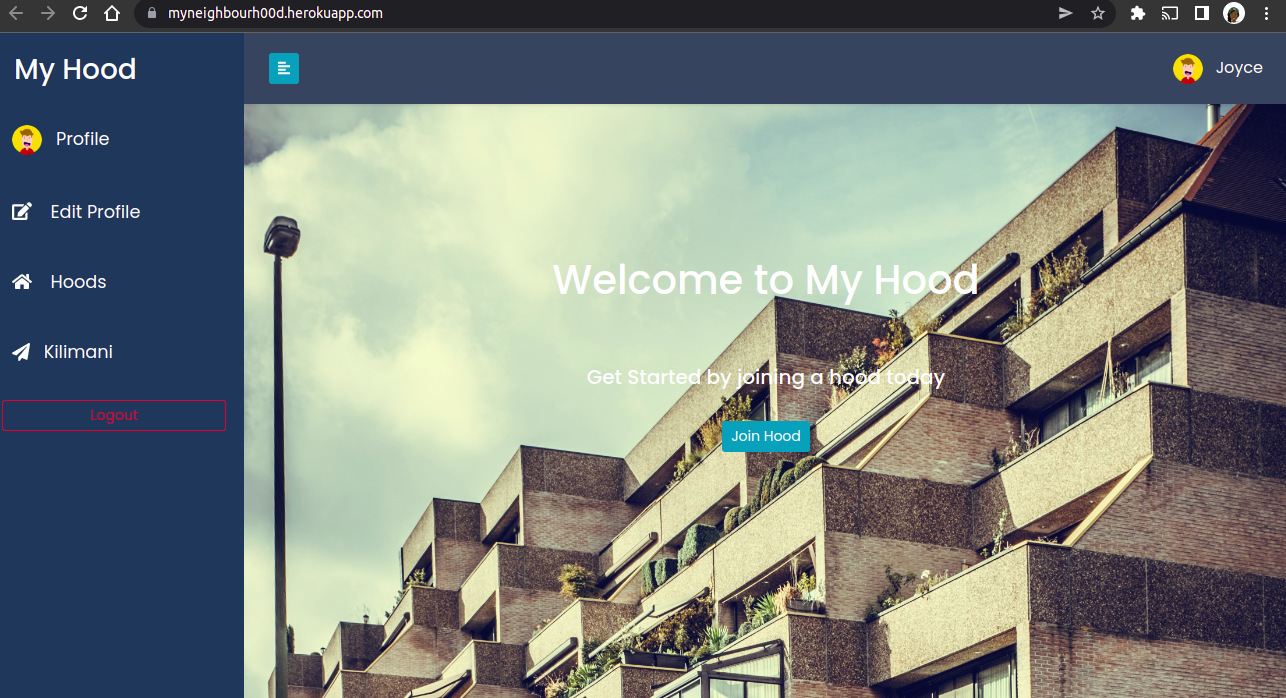 myneighbourh00d.herokuapp.com
My Hood
Joyce
Profile
Edit Profile
Hoods
Kilimani
Logout
Welcome to My Hood
Get Started by joining a hood today
Join Hood